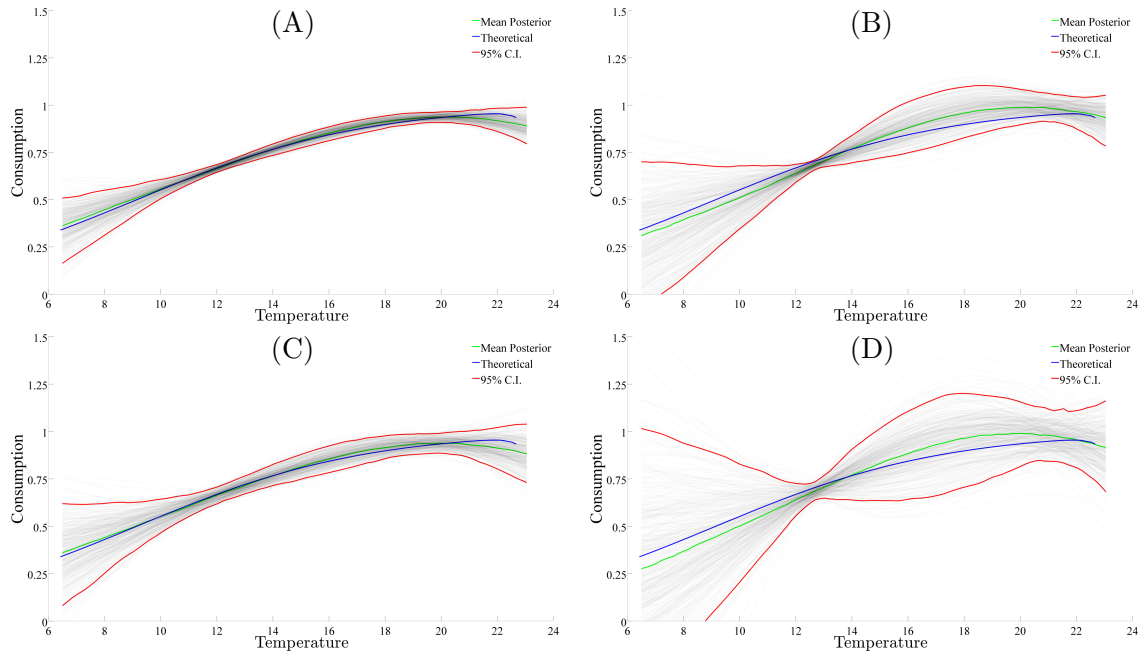 (A)
Mean Posterior
Theoretical
95% C.I.
Consumption
1.5
1.25
1
0.75
0.5
0.25
0
6 8 10 12 14 16 18 20 22 24
Temperature
(B)
Mean Posterior
Theoretical
95% C.I.
Consumption
1.5
1.25
1
0.75
0.5
0.25
0
6 8 10 12 14 16 18 20 22 24
Temperature
(C)
Mean Posterior
Theoretical
95% C.I.
Consumption
1.5
1.25
1
0.75
0.5
0.25
0
6 8 10 12 14 16 18 20 22 24
Temperature
(D)
Mean Posterior
Theoretical
95% C.I.
Consumption
1.5
1.25
1
0.75
0.5
0.25
0
6 8 10 12 14 16 18 20 22 24
Temperature